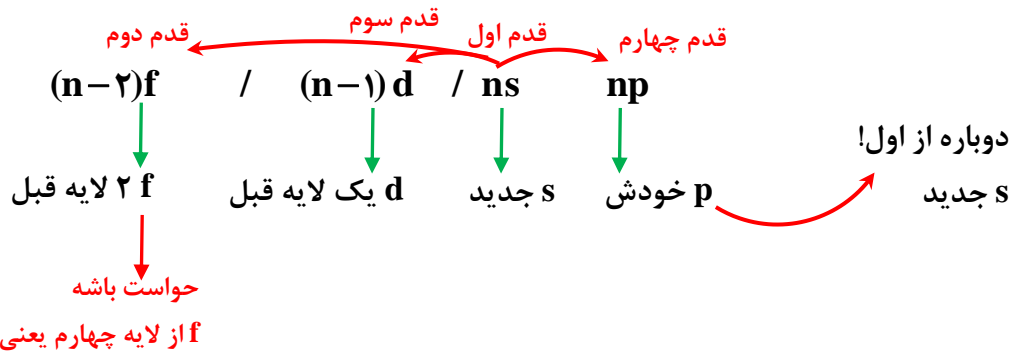 قدم چهارم قدم اول قدم سوم قدم دوم
(n−۲)f / (n−۱)d / ns np
دوباره از اول!
f ۲ لایه قبل d یک لایه قبل s جدید p خودش s جدید
حواست باشه
f از لایه چهارم یعنی